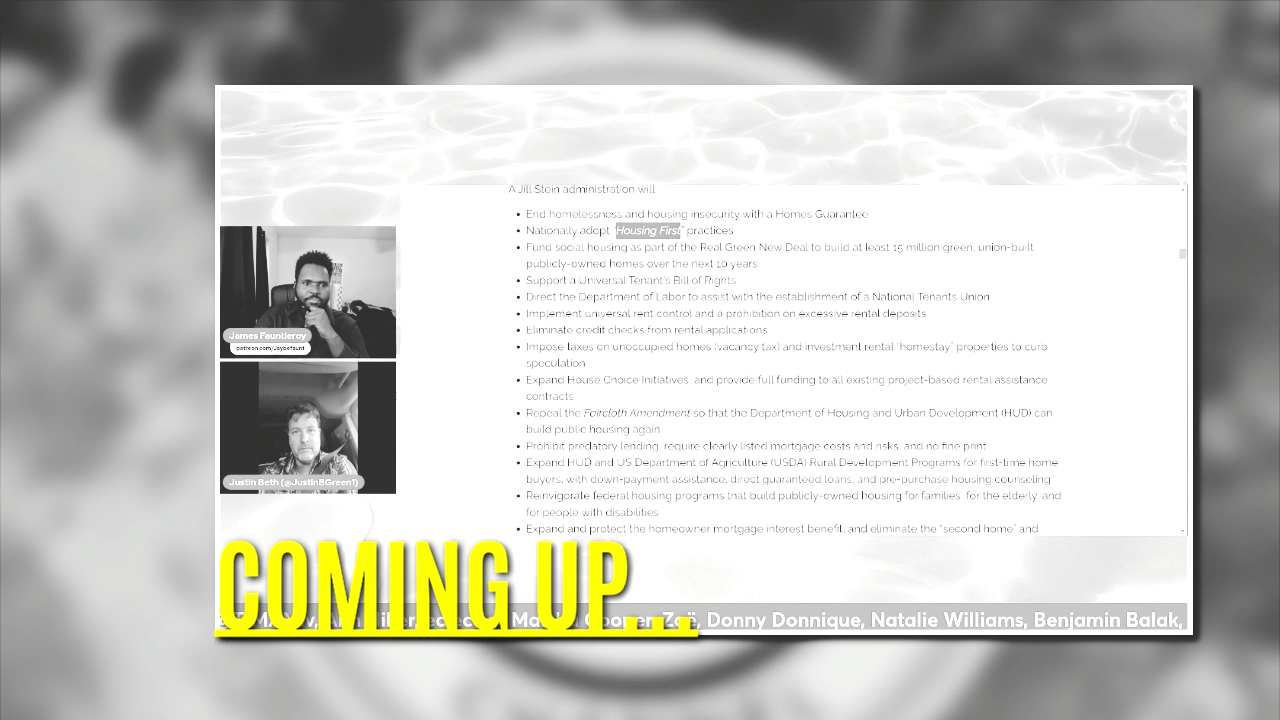 A Jill Stein administration will
End homelessness and housing insecurity with a Homes Guarantee
Nationally adopt "Housing First" practices
Fund social housing as part of the Real Green New Deal to build at least 15 million green, union-built,
publicly-owned homes over the next 10 years
Support a Universal Tenant's Bill of Rights
Direct the Department of Labor to assist with the establishment of a National Tenants Union
Implement universal rent control and a prohibition on excessive rental deposits
Eliminate credit checks from rental applications
Impose taxes on unoccupied homes (vacancy tax) and investment rental "homestay" properties to curb
speculation
Expand House Choice Initiatives, and provide full funding to all existing project-based rental assistance
contracts
Repeal the Faircloth Amendment so that the Department of Housing and Urban Development (HUD) can
build public housing again
Prohibit predatory lending, require clearly listed mortgage costs and risks, and no fine print
Expand HUD and US Department of Agriculture (USDA) Rural Development Programs for first-time home
buyers, with down-payment assistance, direct guaranteed loans, and pre-purchase housing counseling
Reinvigorate federal housing programs that build publicly-owned housing for families, for the elderly, and
for people with disabilities
Expand and protect the homeowner mortgage interest benefit, and eliminate the "second home" and
James Fauntleroy
patreon.com/Jaybefaunt
Justin Beth (@JustinBGreen1)
COMING UP...
Cooper Zoë, Donny Donnique, Natalie Williams, Benjamin Balak,